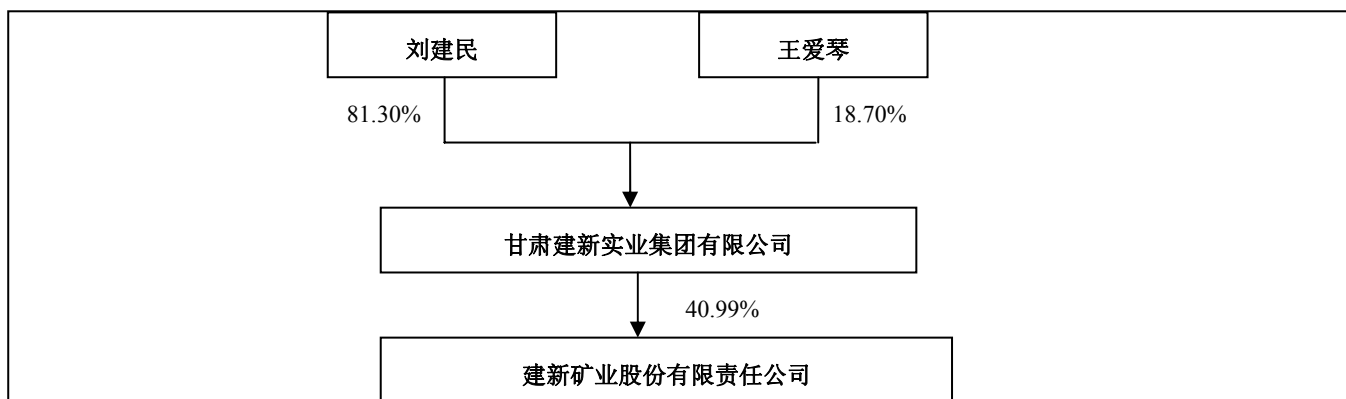 刘建民
王爱琴
81.30%
18.70%
甘肃建新实业集团有限公司
40.99%
建新矿业股份有限责任公司